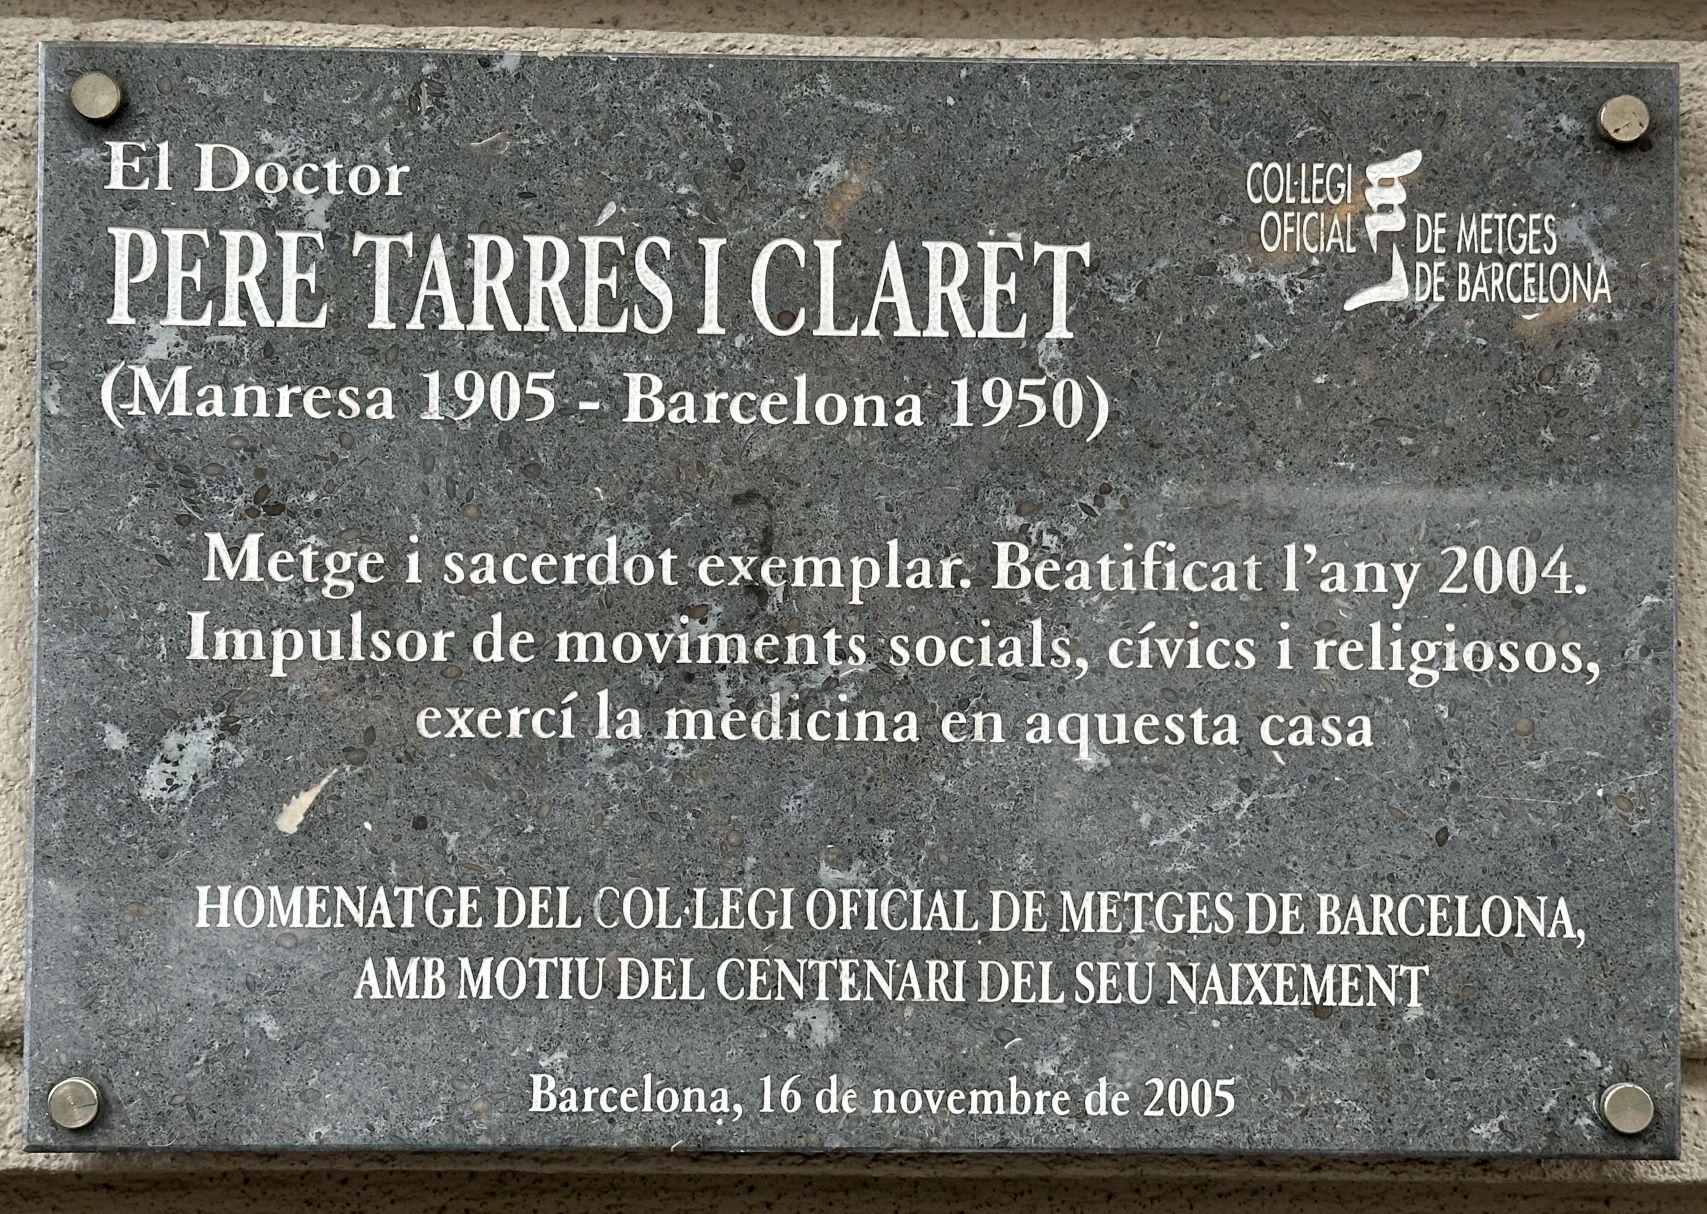 El Doctor
PERE TARRÉS I CLARET
(Manresa 1905 - Barcelona 1950)
COL·LEGI
OFICIAL DE METGES
DE BARCELONA
Metge i sacerdot exemplar. Beatificat l'any 2004.
Impulsor de moviments socials, cívics i religiosos,
exercí la medicina en aquesta casa
HOMENATGE DEL COL·LEGI OFICIAL DE METGES DE BARCELONA,
AMB MOTIU DEL CENTENARI DEL SEU NAIXEMENT
Barcelona, 16 de novembre de 2005